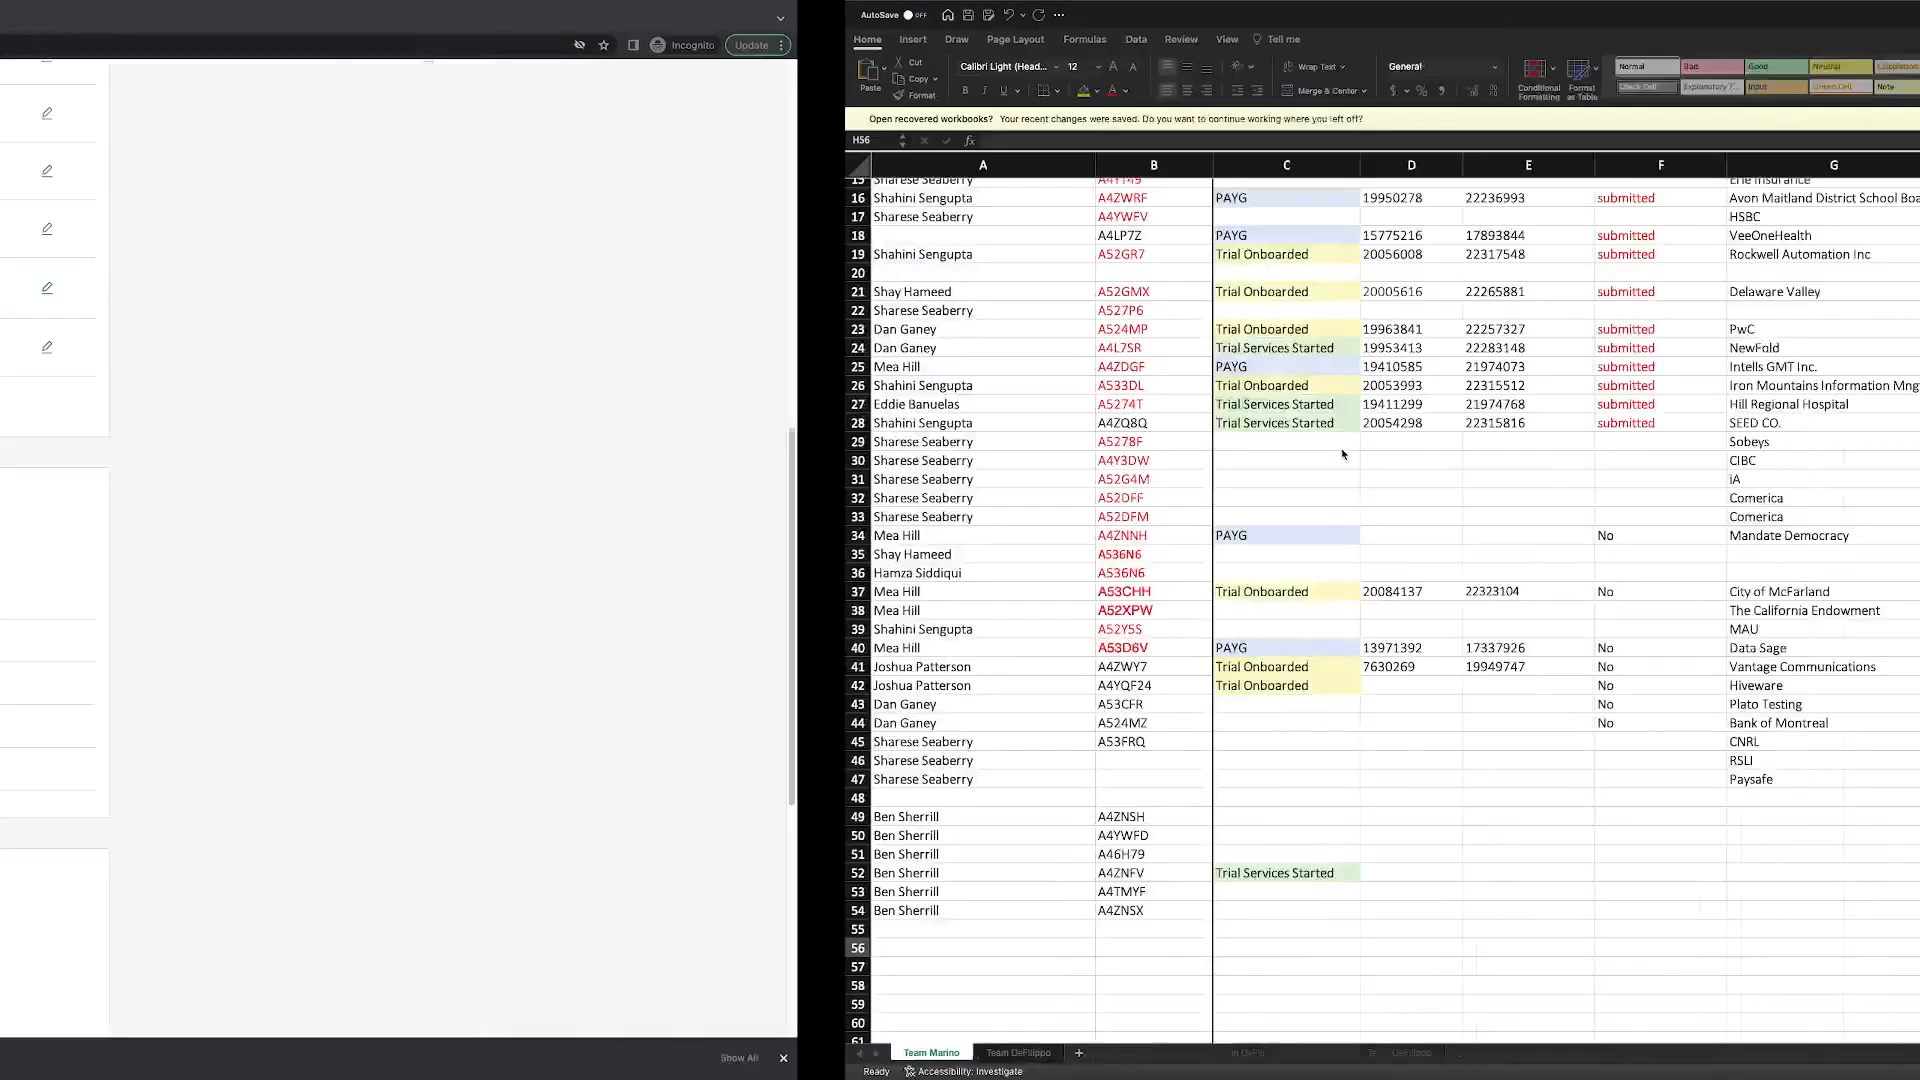 Incognito
Update
Show All
AutoSave OFF
Home Insert Draw Page Layout Formulas Data Review View Tell me
Paste
Cut
Copy
Format
Calibri Light (Head... 12
Wrap Text
Merge & Center
General
Conditional Formatting
Format as Table
Normal Bad Good Neutral
Check Cell Explanatory T... Input Linked Cell Note
Open recovered workbooks? Your recent changes were saved. Do you want to continue working where you left off?
H56 fx
A B C D E F G
15 Sharese Seaberry A4Y149 Erie Insurance
16 Shahini Sengupta A4ZWRF PAYG 19950278 22236993 submitted Avon Maitland District School Boa
17 Sharese Seaberry A4YWFV HSBC
18 A4LP7Z PAYG 15775216 17893844 submitted VeeOneHealth
19 Shahini Sengupta A52GR7 Trial Onboarded 20056008 22317548 submitted Rockwell Automation Inc
20
21 Shay Hameed A52GMX Trial Onboarded 20005616 22265881 submitted Delaware Valley
22 Sharese Seaberry A527P6
23 Dan Ganey A524MP Trial Onboarded 19963841 22257327 submitted PwC
24 Dan Ganey A4L7SR Trial Services Started 19953413 22283148 submitted NewFold
25 Mea Hill A4ZDGF PAYG 19410585 21974073 submitted Intells GMT Inc.
26 Shahini Sengupta A533DL Trial Onboarded 20053993 22315512 submitted Iron Mountains Information Mng
27 Eddie Banuelas A5274T Trial Services Started 19411299 21974768 submitted Hill Regional Hospital
28 Shahini Sengupta A4ZQ8Q Trial Services Started 20054298 22315816 submitted SEED CO.
29 Sharese Seaberry A5278F Sobeys
30 Sharese Seaberry A4Y3DW CIBC
31 Sharese Seaberry A52G4M iA
32 Sharese Seaberry A52DFF Comerica
33 Sharese Seaberry A52DFM Comerica
34 Mea Hill A4ZNNH PAYG No Mandate Democracy
35 Shay Hameed A536N6
36 Hamza Siddiqui A536N6
37 Mea Hill A53CHH Trial Onboarded 20084137 22323104 No City of McFarland
38 Mea Hill A52XPW The California Endowment
39 Shahini Sengupta A52Y5S MAU
40 Mea Hill A53D6V PAYG 13971392 17337926 No Data Sage
41 Joshua Patterson A4ZWY7 Trial Onboarded 7630269 19949747 No Vantage Communications
42 Joshua Patterson A4YQF24 Trial Onboarded No Hiveware
43 Dan Ganey A53CFR No Plato Testing
44 Dan Ganey A524MZ No Bank of Montreal
45 Sharese Seaberry A53FRQ CNRL
46 Sharese Seaberry RSLI
47 Sharese Seaberry Paysafe
48
49 Ben Sherrill A4ZNSH
50 Ben Sherrill A4YWFD
51 Ben Sherrill A46H79
52 Ben Sherrill A4ZNFV Trial Services Started
53 Ben Sherrill A4TMYF
54 Ben Sherrill A4ZNSX
55
56
57
58
59
60
61
Team Marino Team DeFilippo +
Ready Accessibility: Investigate